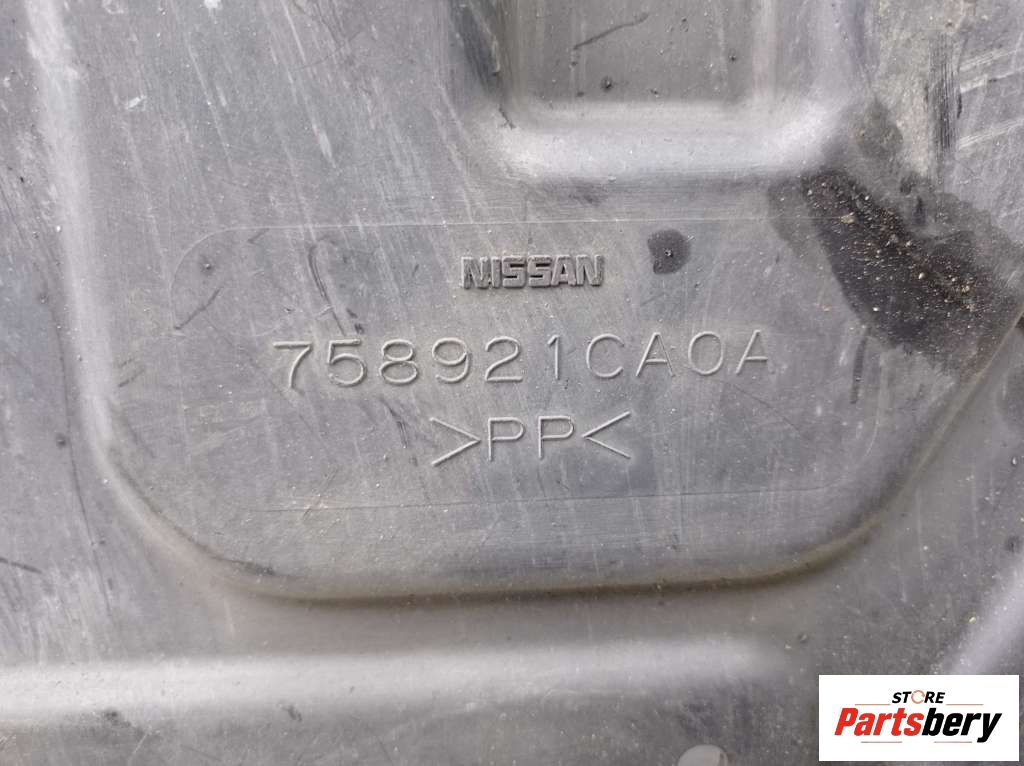 NISSAN
758921CA0A
>PP<
STORE
Partsbery